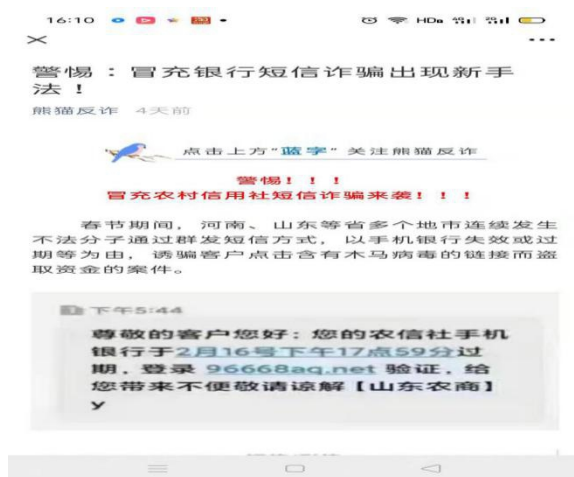 16:10
警惕：冒充银行短信诈骗出现新手
法！
熊猫反诈 4天前
点击上方"蓝字" 关注熊猫反诈
警惕！！！
冒充农村信用社短信诈骗来袭！！！
春节期间，河南、山东等省多个地市连续发生
不法分子通过群发短信方式，以手机银行失效或过
期等为由，诱骗客户点击含有木马病毒的链接而盗
取资金的案件。
下午5:44
尊敬的客户您好：您的农信社手机
银行于2月16号下午17点59分过
期，登录 96668aq.net 验证，给
您带来不便敬请谅解【山东农商】
y